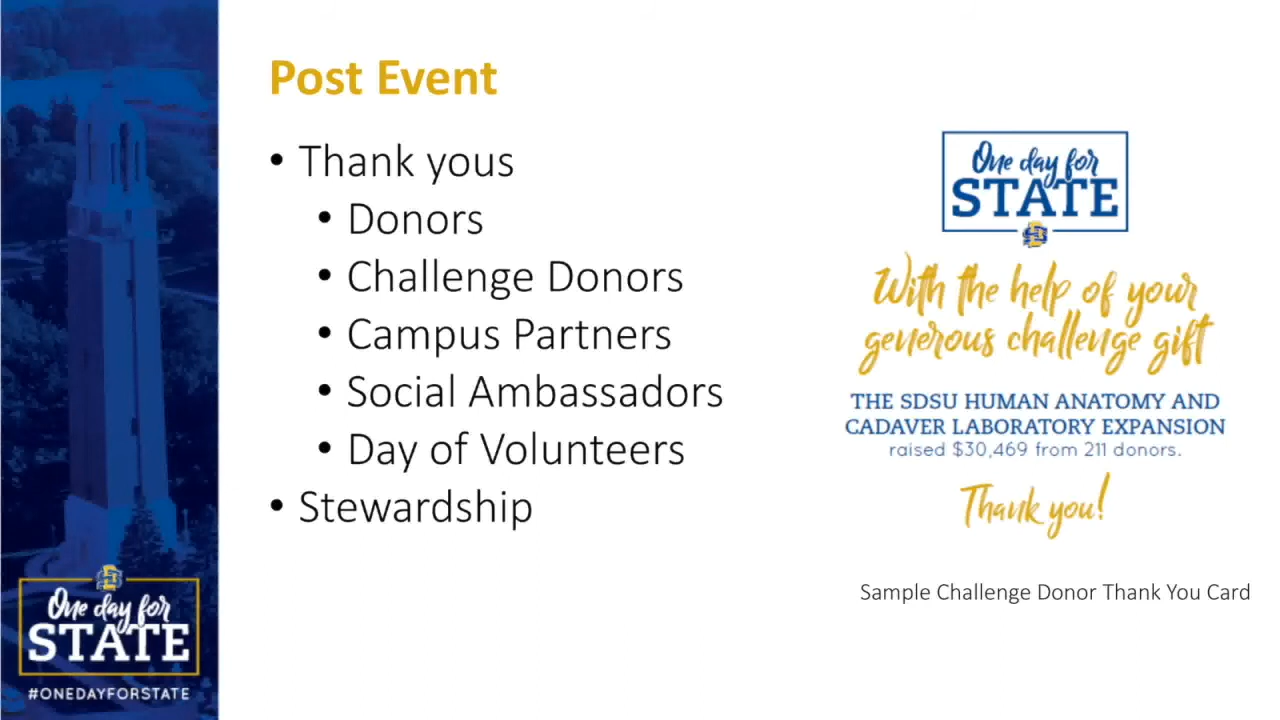 Post Event
• Thank yous
• Donors
• Challenge Donors
• Campus Partners
• Social Ambassadors
• Day of Volunteers
• Stewardship
One day for
STATE
With the help of your
generous challenge gift
THE SDSU HUMAN ANATOMY AND
CADAVER LABORATORY EXPANSION
raised $30,469 from 211 donors.
Thank you!
Sample Challenge Donor Thank You Card
One day for
STATE
#ONEDAYFORSTATE